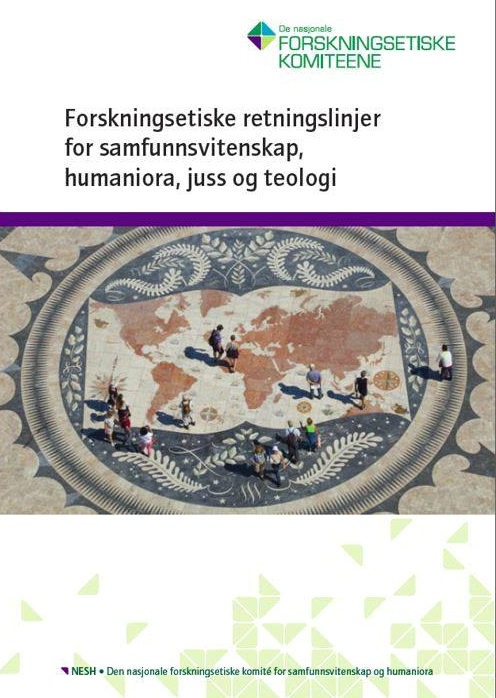 De nasjonale
FORSKNINGSETISKE
KOMITEENE
Forskningsetiske retningslinjer
for samfunnsvitenskap,
humaniora, juss og teologi
NESH • Den nasjonale forskningsetiske komité for samfunnsvitenskap og humaniora